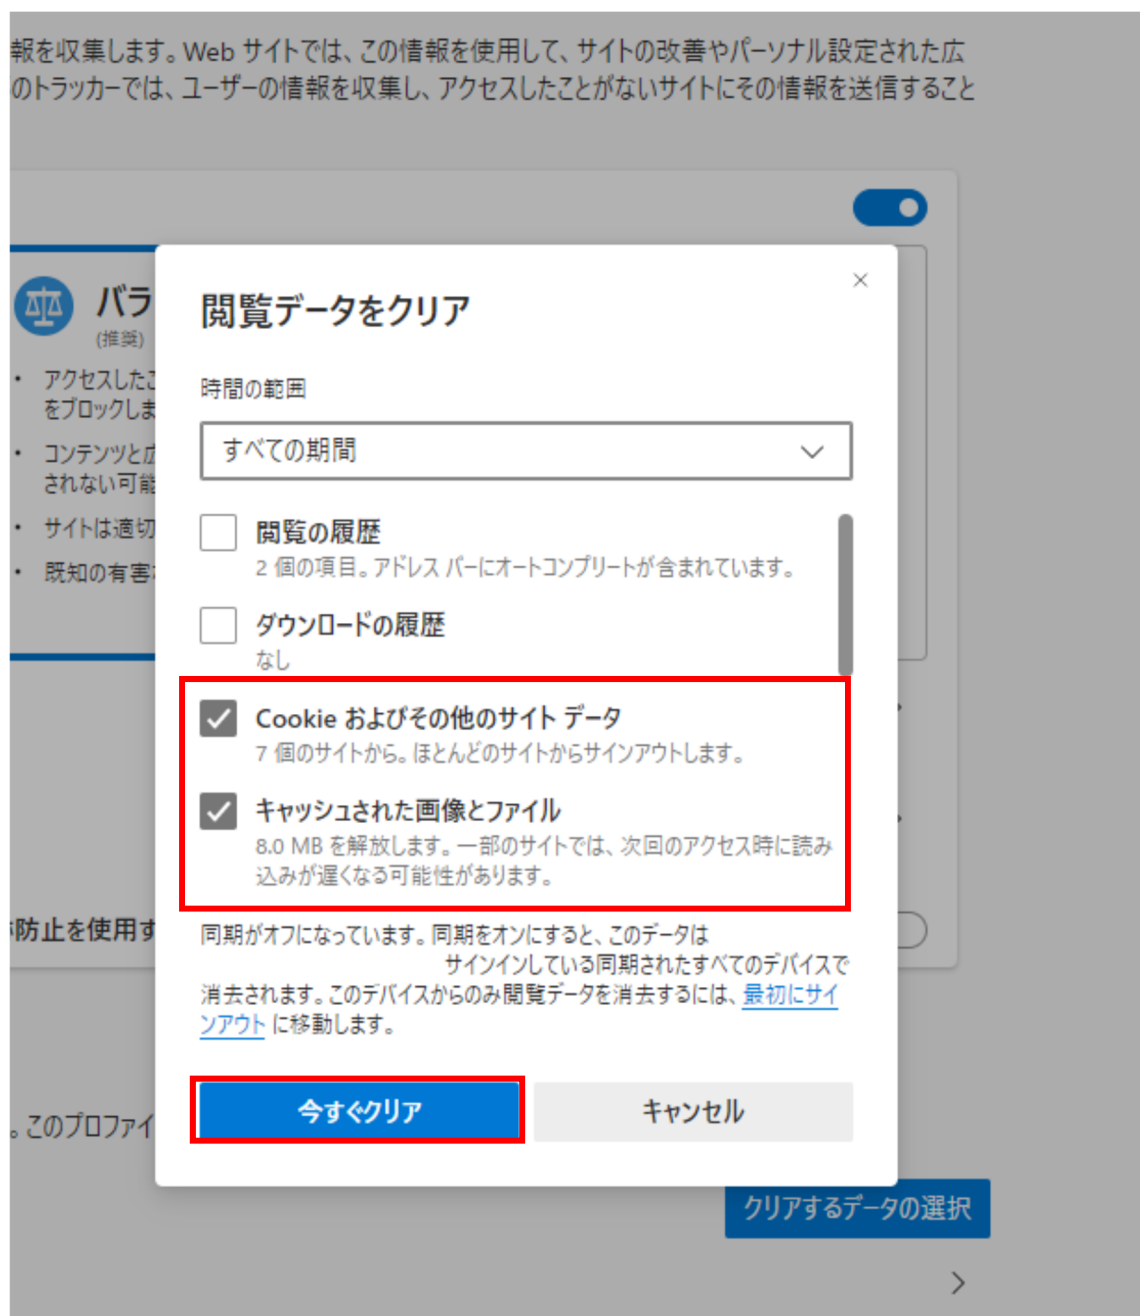 報を収集します。Web サイトでは、この情報を使用して、サイトの改善やパーソナル設定された広
のトラッカーでは、ユーザーの情報を収集し、アクセスしたことがないサイトにその情報を送信すること
バラ
(推奨)
・ アクセスしたこ
をブロックしま
・ コンテンツと広
されない可能
・ サイトは適切
・ 既知の有害
閲覧データをクリア
時間の範囲
すべての期間
閲覧の履歴
2 個の項目。アドレス バーにオートコンプリートが含まれています。
ダウンロードの履歴
なし
Cookie およびその他のサイト データ
7 個のサイトから。ほとんどのサイトからサインアウトします。
キャッシュされた画像とファイル
8.0 MB を解放します。一部のサイトでは、次回のアクセス時に読み
込みが遅くなる可能性があります。
防止を使用す
同期がオフになっています。同期をオンにすると、このデータは
サインインしている同期されたすべてのデバイスで
消去されます。このデバイスからのみ閲覧データを消去するには、最初にサイ
ンアウト に移動します。
今すぐクリア
キャンセル
。このプロファイ
クリアするデータの選択